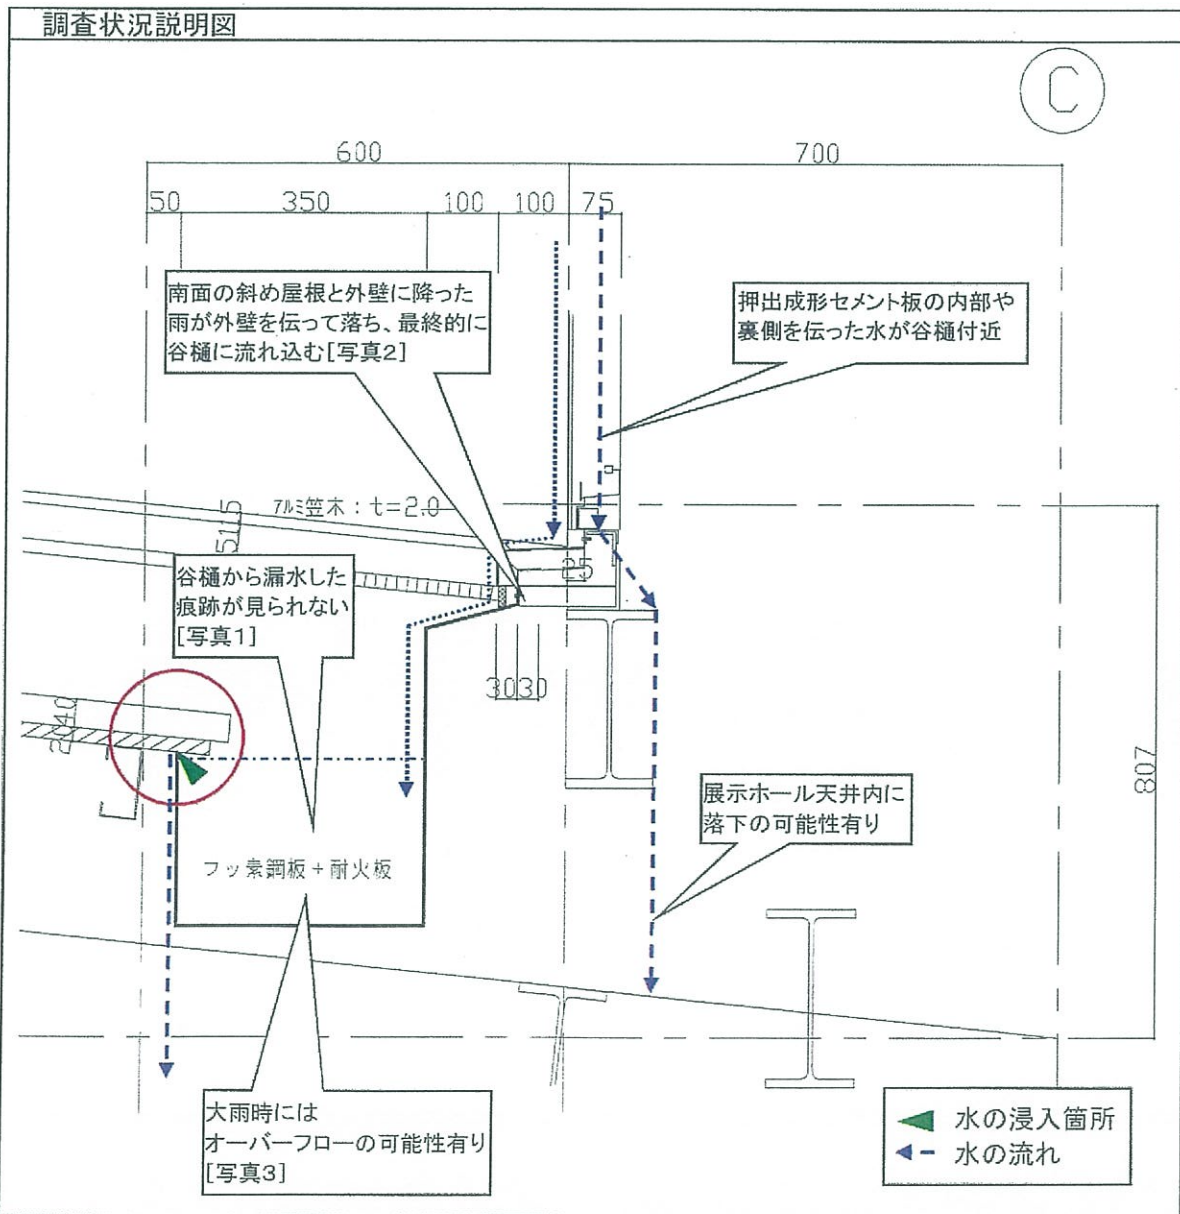 調査状況説明図
C
600
700
50
350
100
100
75
南面の斜め屋根と外壁に降った
雨が外壁を伝って落ち、最終的に
谷樋に流れ込む[写真2]
押出成形セメント板の内部や
裏側を伝った水が谷樋付近
アルミ笠木：t=2.0
5115
25
谷樋から漏水した
痕跡が見られない
[写真1]
3030
807
展示ホール天井内に
落下の可能性有り
フッ素鋼板＋耐火板
大雨時には
オーバーフローの可能性有り
[写真3]
水の浸入箇所
水の流れ